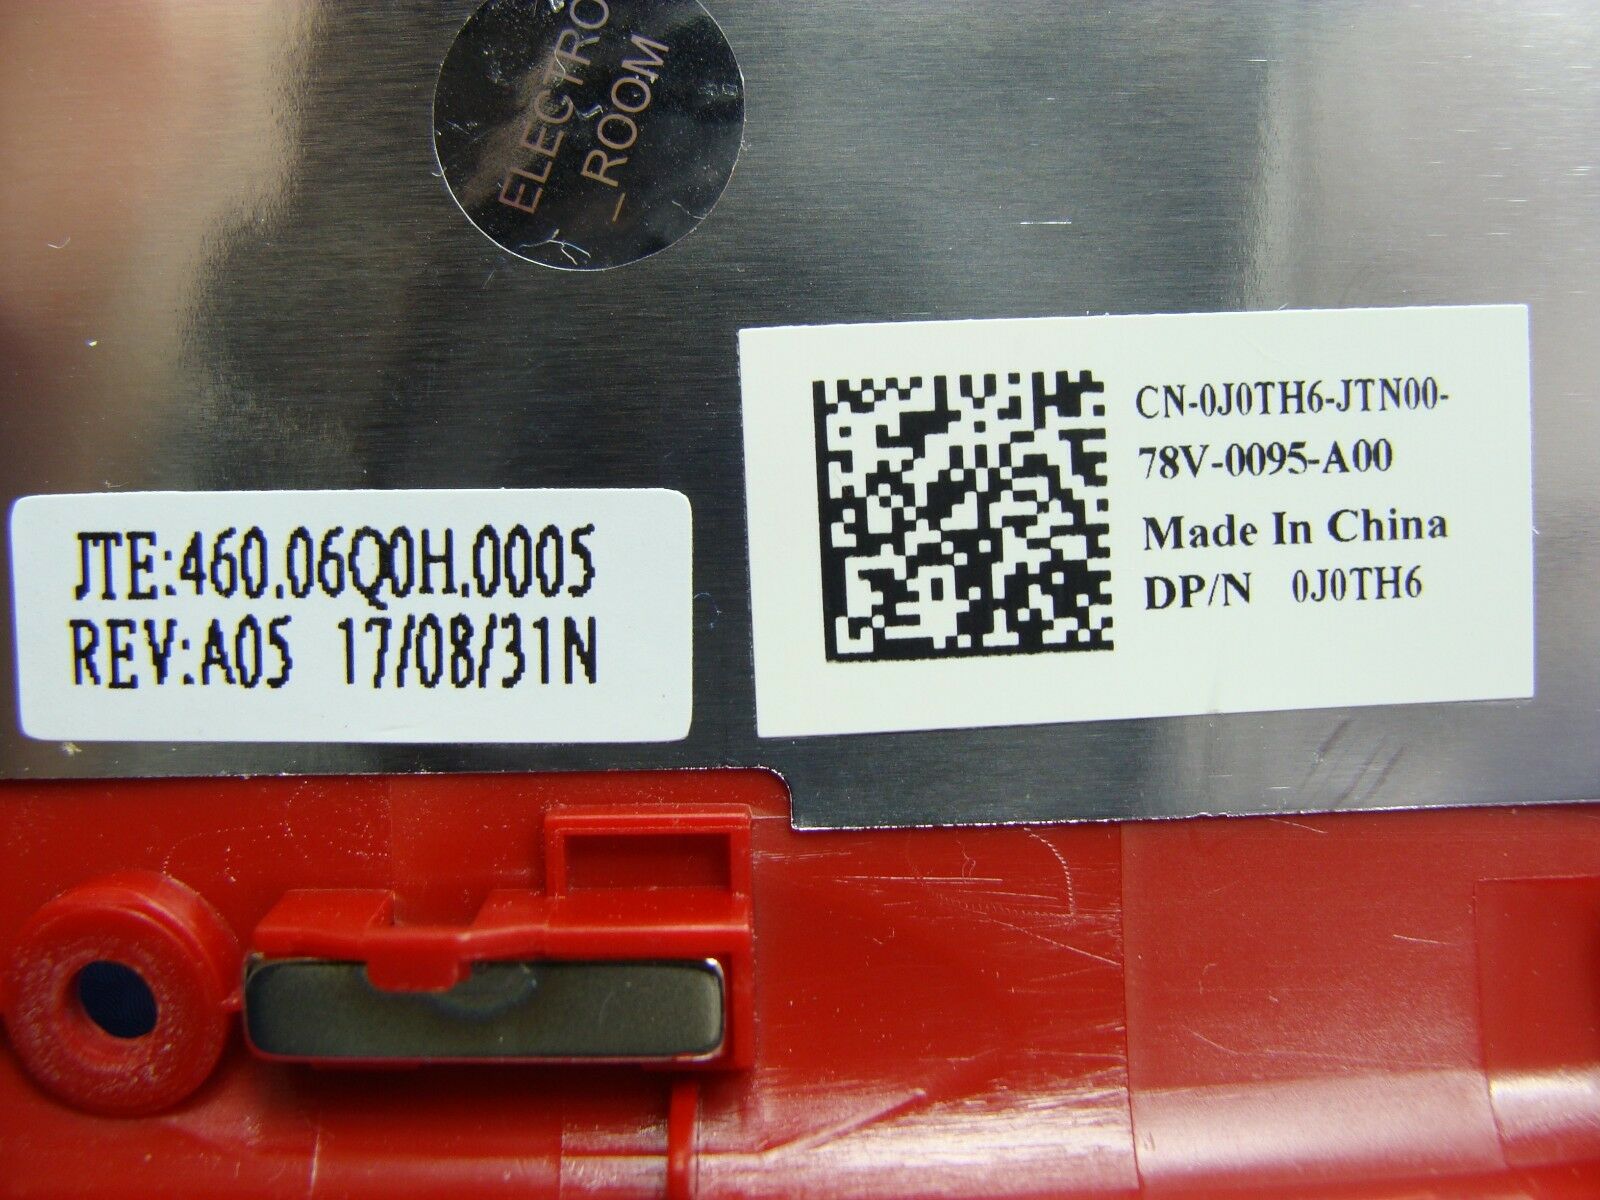 ELECTRO
_ROOM
CN-0J0TH6-JTN00-
78V-0095-A00
Made In China
DP/N 0J0TH6
JTE:460.06Q0H.0005
REV:A05 17/08/31N